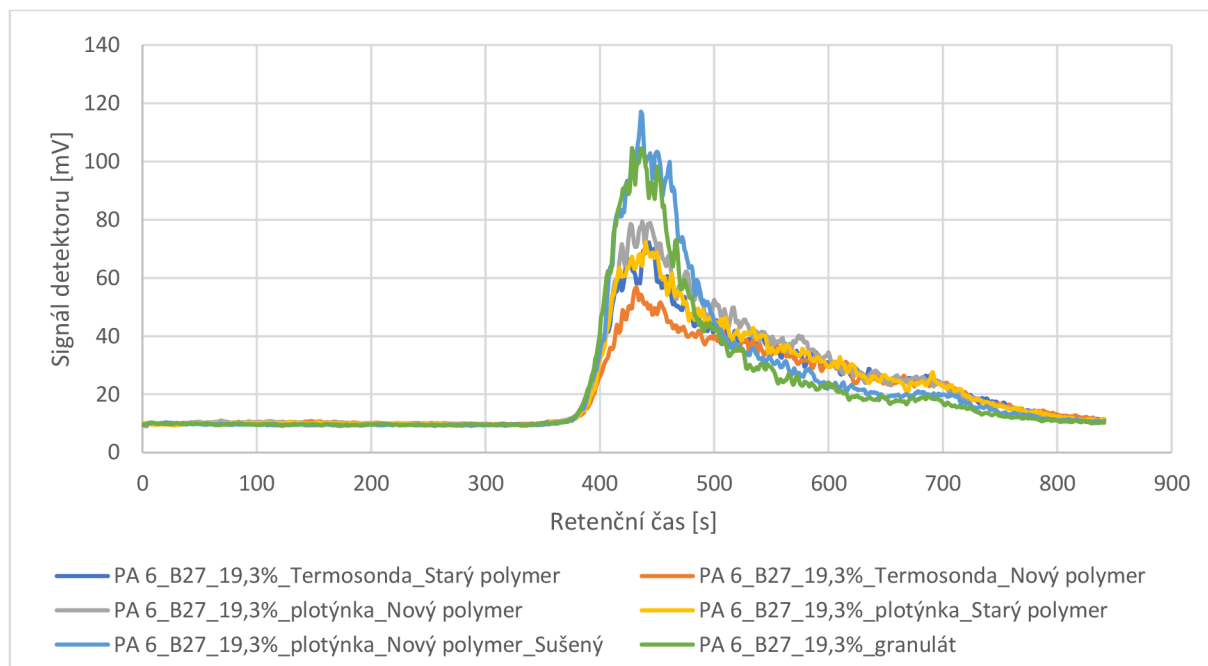 140
120
100
80
60
40
20
0
Signál detektoru [mV]
0 100 200 300 400 500 600 700 800 900
Retenční čas [s]
PA 6_B27_19,3%_Termosonda_Starý polymer
PA 6_B27_19,3%_Termosonda_Nový polymer
PA 6_B27_19,3%_plotýnka_Nový polymer
PA 6_B27_19,3%_plotýnka_Starý polymer
PA 6_B27_19,3%_plotýnka_Nový polymer_Sušený
PA 6_B27_19,3%_granulát